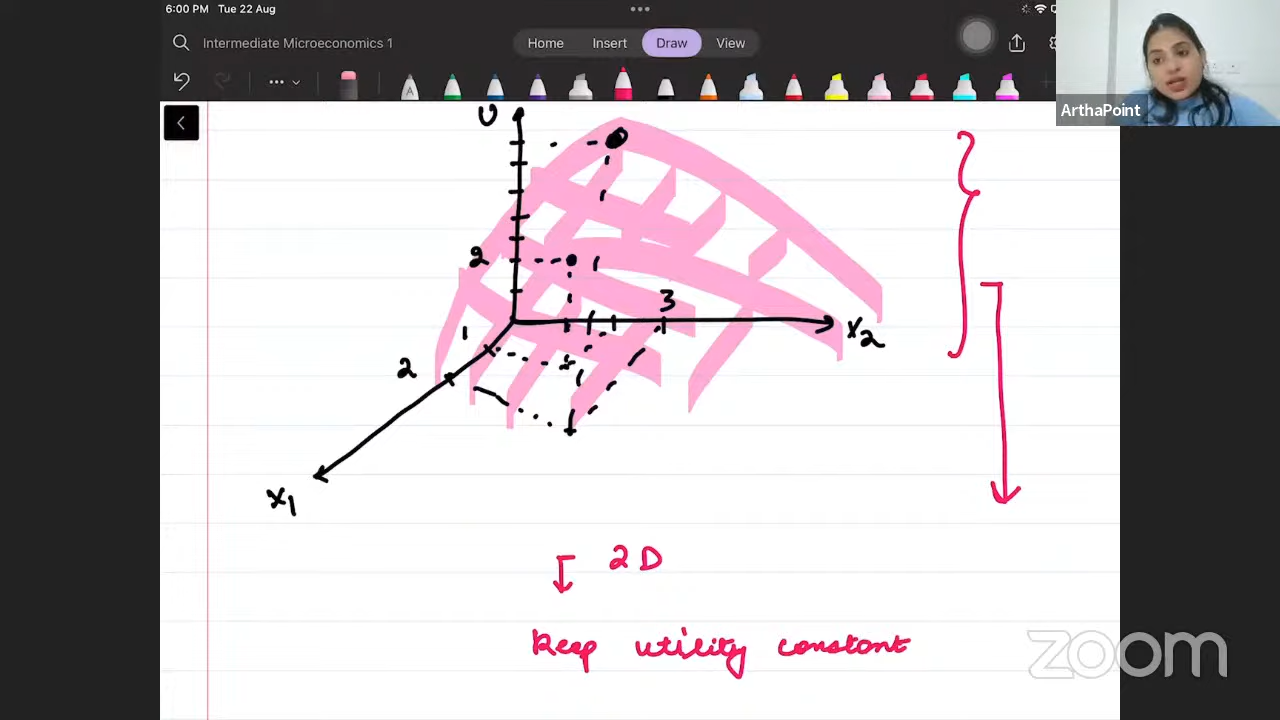 6:00 PM Tue 22 Aug
Intermediate Microeconomics 1
Home Insert Draw View
A
ArthaPoint
U
2
3
1
X2
2
X1
2D
Keep utility constant
zoom